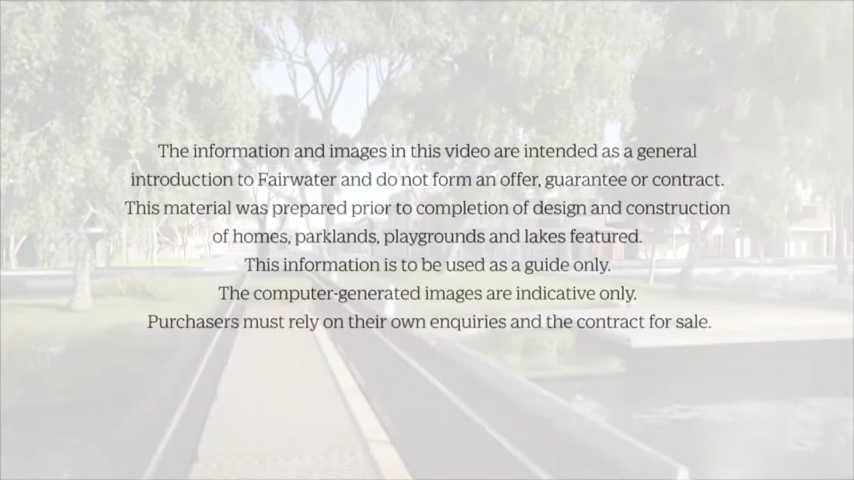 The information and images in this video are intended as a general
introduction to Fairwater and do not form an offer, guarantee or contract.
This material was prepared prior to completion of design and construction
of homes, parklands, playgrounds and lakes featured.
This information is to be used as a guide only.
The computer-generated images are indicative only.
Purchasers must rely on their own enquiries and the contract for sale.